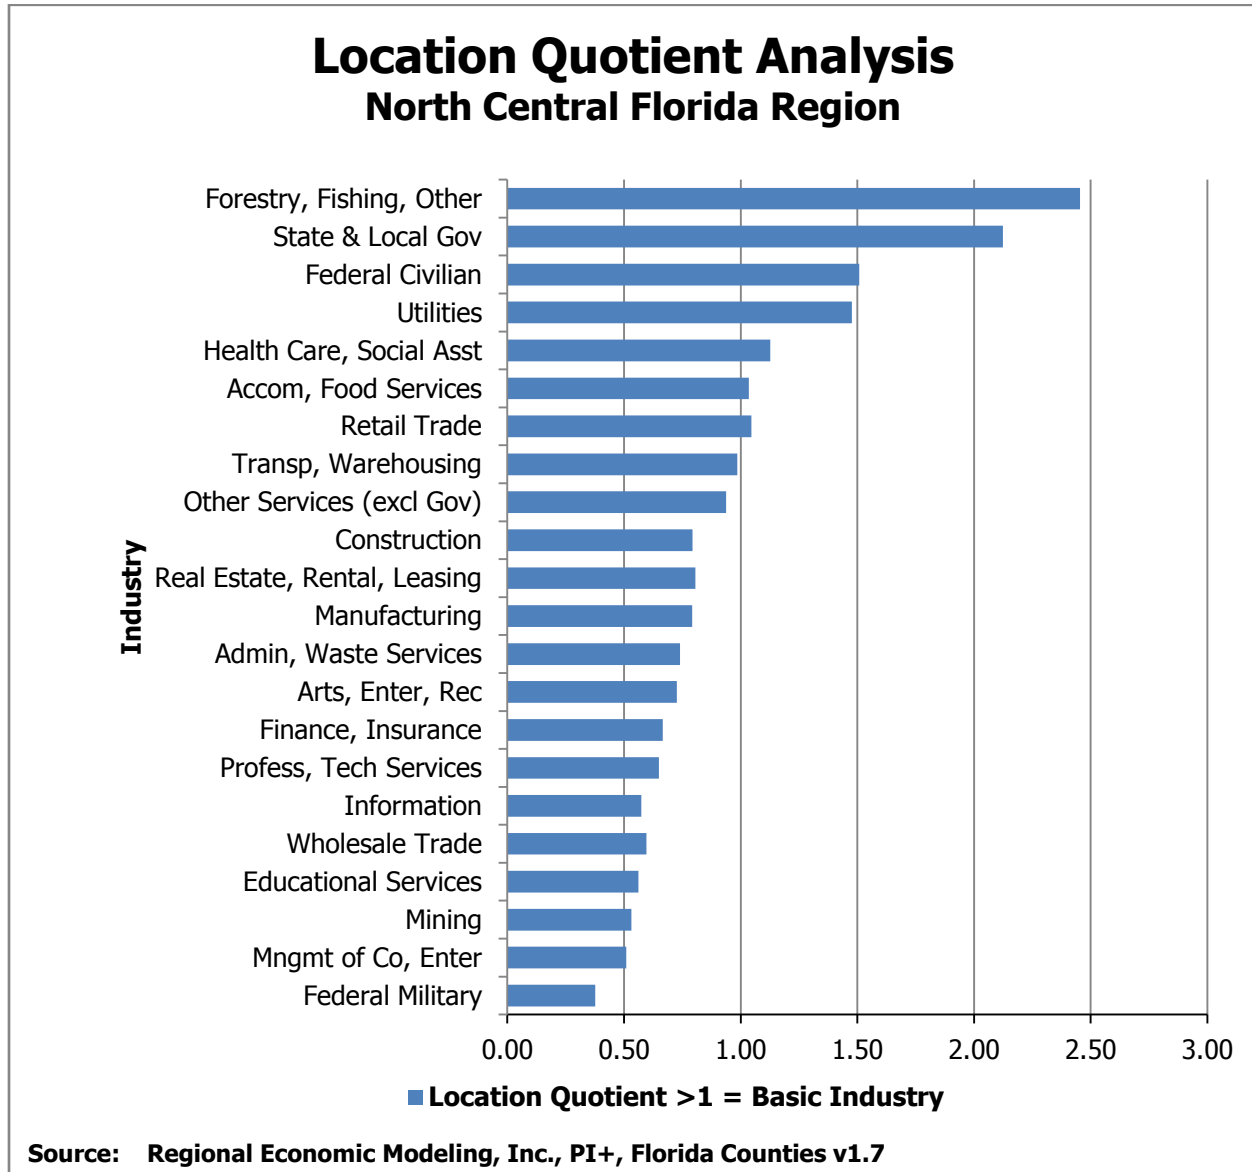 Location Quotient Analysis
North Central Florida Region
Industry
Forestry, Fishing, Other
State & Local Gov
Federal Civilian
Utilities
Health Care, Social Asst
Accom, Food Services
Retail Trade
Transp, Warehousing
Other Services (excl Gov)
Construction
Real Estate, Rental, Leasing
Manufacturing
Admin, Waste Services
Arts, Enter, Rec
Finance, Insurance
Profess, Tech Services
Information
Wholesale Trade
Educational Services
Mining
Mngmt of Co, Enter
Federal Military
0.00 0.50 1.00 1.50 2.00 2.50 3.00
Location Quotient >1 = Basic Industry
Source: Regional Economic Modeling, Inc., PI+, Florida Counties v1.7